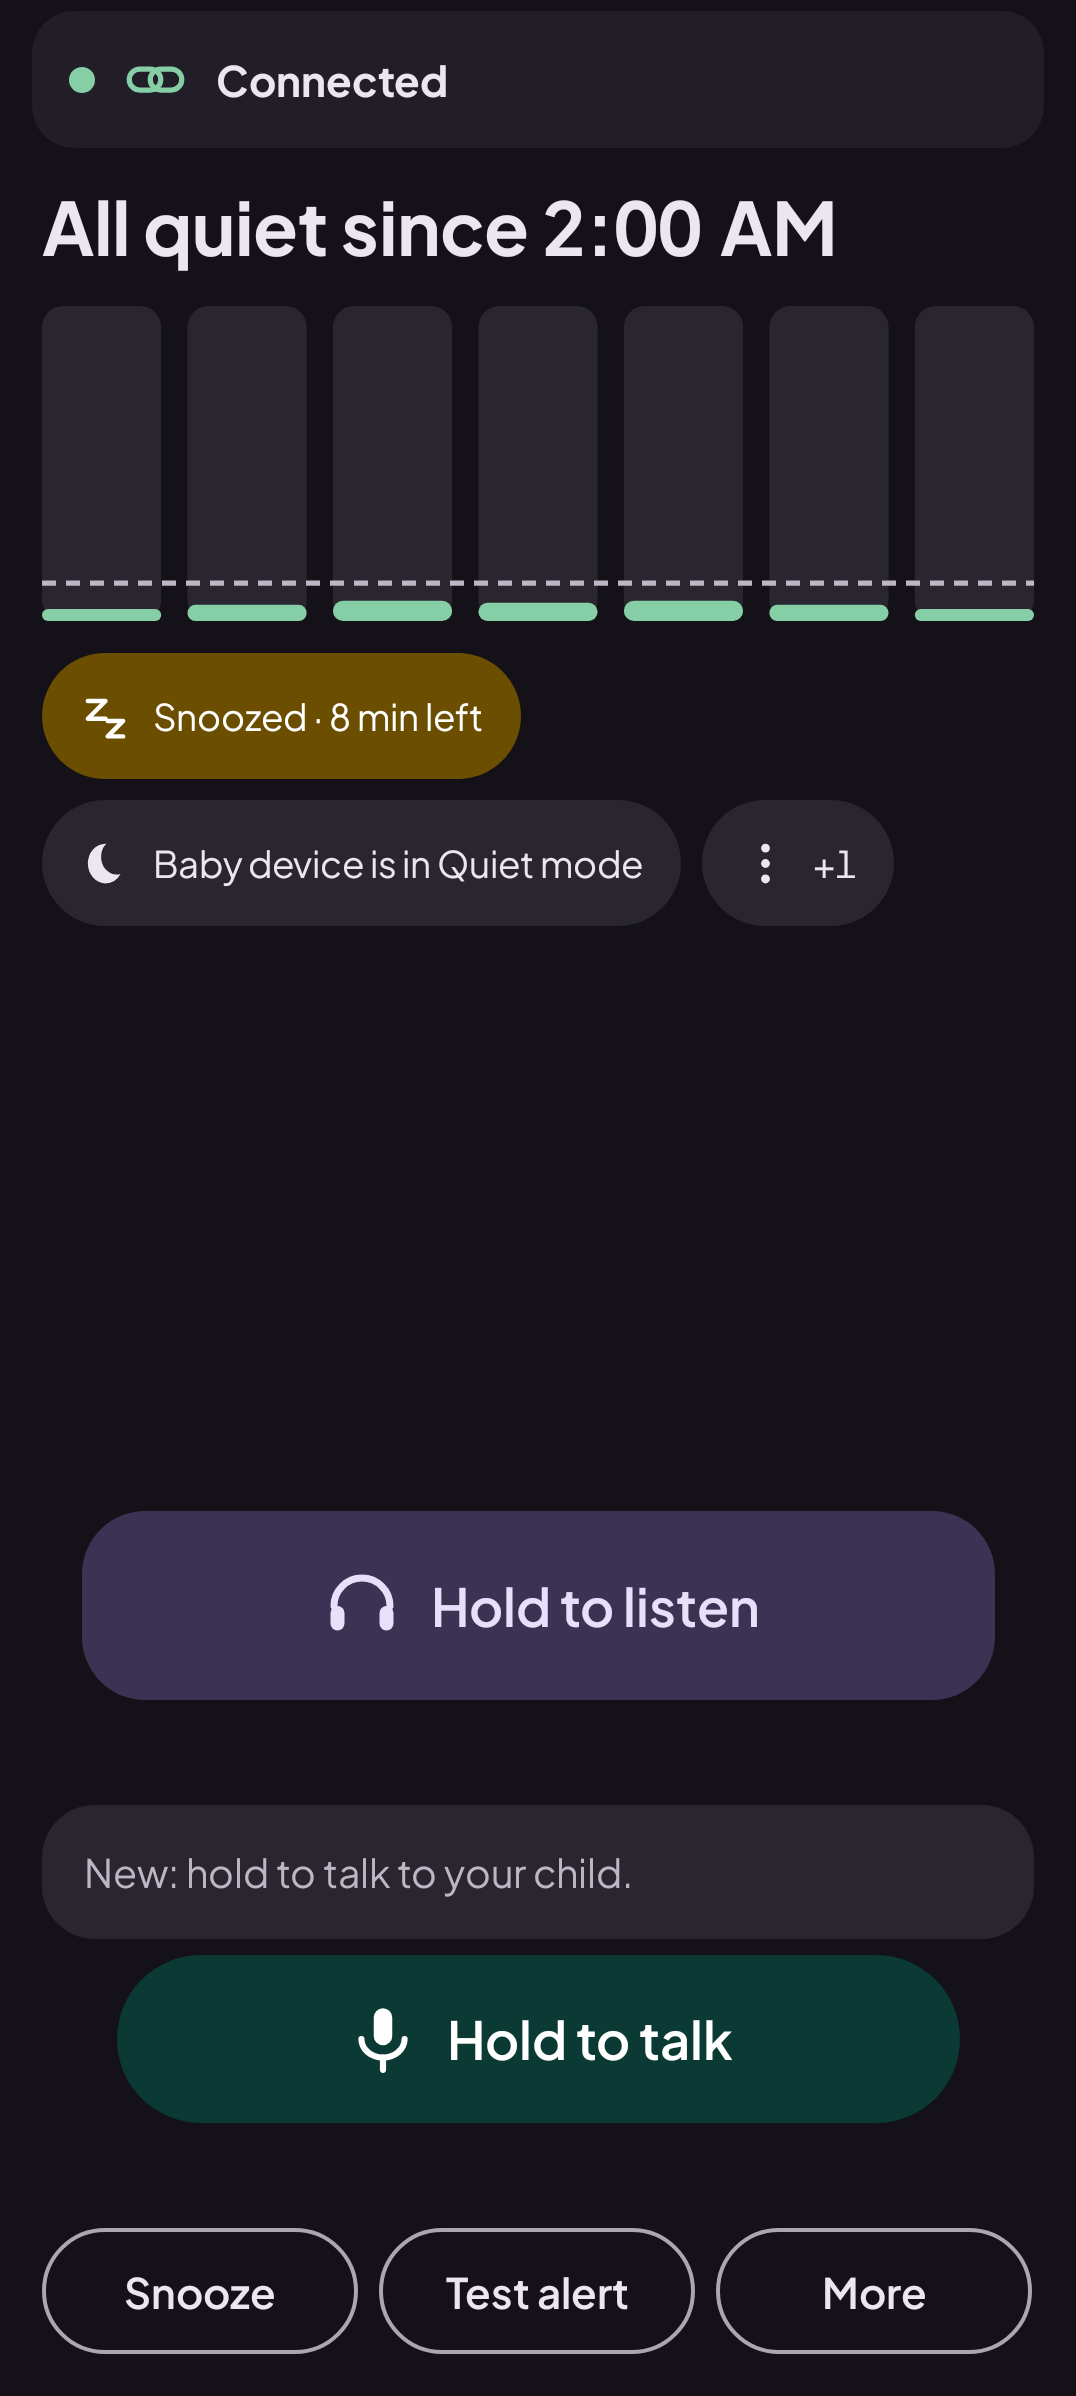 Connected
All quiet since 2:00 AM
Snoozed · 8 min left
Baby device is in Quiet mode
+1
Hold to listen
New: hold to talk to your child.
Hold to talk
Snooze
Test alert
More